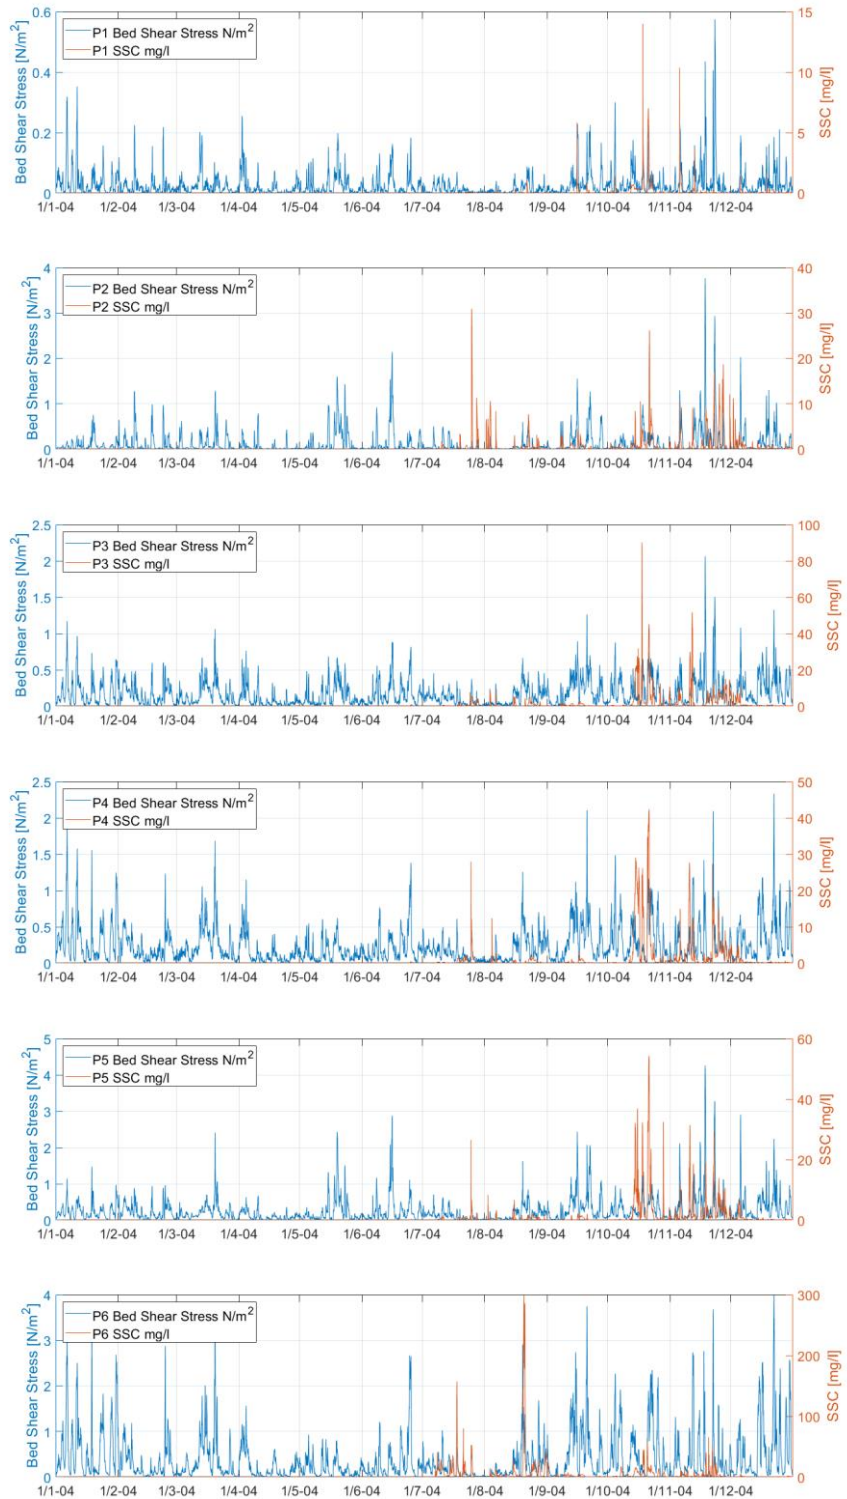 0.6
0.4
0.2
0
Bed Shear Stress [N/m²]
P1 Bed Shear Stress N/m²
P1 SSC mg/l
15
10
5
0
SSC [mg/l]
1/1-04 1/2-04 1/3-04 1/4-04 1/5-04 1/6-04 1/7-04 1/8-04 1/9-04 1/10-04 1/11-04 1/12-04
4
3
2
1
0
Bed Shear Stress [N/m²]
P2 Bed Shear Stress N/m²
P2 SSC mg/l
40
30
20
10
0
SSC [mg/l]
1/1-04 1/2-04 1/3-04 1/4-04 1/5-04 1/6-04 1/7-04 1/8-04 1/9-04 1/10-04 1/11-04 1/12-04
2.5
2
1.5
1
0.5
0
Bed Shear Stress [N/m²]
P3 Bed Shear Stress N/m²
P3 SSC mg/l
100
80
60
40
20
0
SSC [mg/l]
1/1-04 1/2-04 1/3-04 1/4-04 1/5-04 1/6-04 1/7-04 1/8-04 1/9-04 1/10-04 1/11-04 1/12-04
2.5
2
1.5
1
0.5
0
Bed Shear Stress [N/m²]
P4 Bed Shear Stress N/m²
P4 SSC mg/l
50
40
30
20
10
0
SSC [mg/l]
1/1-04 1/2-04 1/3-04 1/4-04 1/5-04 1/6-04 1/7-04 1/8-04 1/9-04 1/10-04 1/11-04 1/12-04
5
4
3
2
1
0
Bed Shear Stress [N/m²]
P5 Bed Shear Stress N/m²
P5 SSC mg/l
60
40
20
0
SSC [mg/l]
1/1-04 1/2-04 1/3-04 1/4-04 1/5-04 1/6-04 1/7-04 1/8-04 1/9-04 1/10-04 1/11-04 1/12-04
4
3
2
1
0
Bed Shear Stress [N/m²]
P6 Bed Shear Stress N/m²
P6 SSC mg/l
300
200
100
0
SSC [mg/l]
1/1-04 1/2-04 1/3-04 1/4-04 1/5-04 1/6-04 1/7-04 1/8-04 1/9-04 1/10-04 1/11-04 1/12-04